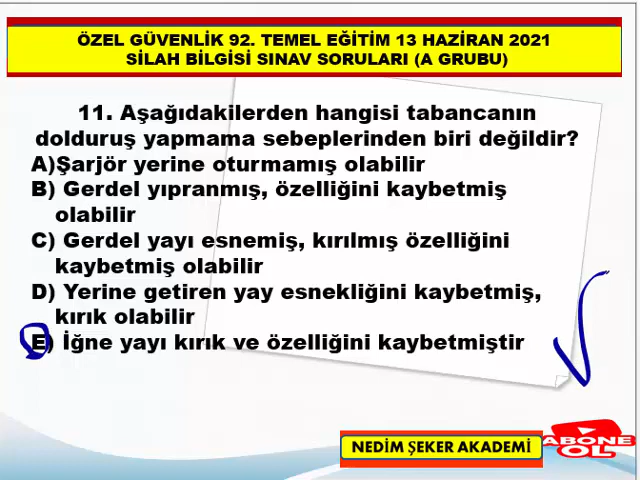 ÖZEL GÜVENLİK 92. TEMEL EĞİTİM 13 HAZİRAN 2021
SİLAH BİLGİSİ SINAV SORULARI (A GRUBU)
11. Aşağıdakilerden hangisi tabancanın
dolduruş yapmama sebeplerinden biri değildir?
A)Şarjör yerine oturmamış olabilir
B) Gerdel yıpranmış, özelliğini kaybetmiş
olabilir
C) Gerdel yayı esnemiş, kırılmış özelliğini
kaybetmiş olabilir
D) Yerine getiren yay esnekliğini kaybetmiş,
kırık olabilir
E) İğne yayı kırık ve özelliğini kaybetmiştir
NEDİM ŞEKER AKADEMİ
ABONE
OL